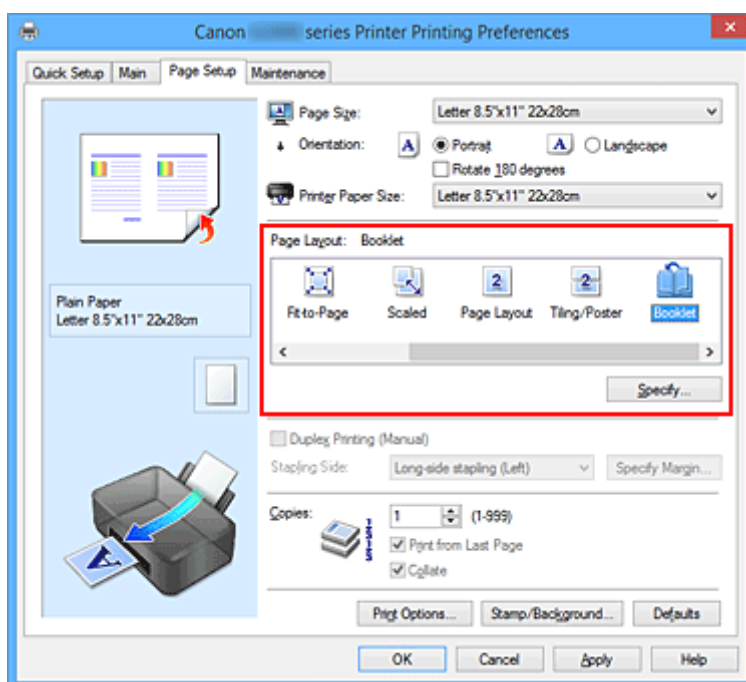 Canon series Printer Printing Preferences
Quick Setup Main Page Setup Maintenance
Page Size: Letter 8.5"x11" 22x28cm
Orientation: A Portrait A Landscape
Rotate 180 degrees
Printer Paper Size: Letter 8.5"x11" 22x28cm
Page Layout: Booklet
2 2
Fit-to-Page Scaled Page Layout Tiling/Poster Booklet
Plain Paper
Letter 8.5"x11" 22x28cm
Specify...
Duplex Printing (Manual)
Stapling Side: Long-side stapling (Left) Specify Margin...
Copies: 1 (1-999)
Print from Last Page
Collate
A
Print Options... Stamp/Background... Defaults
OK Cancel Apply Help